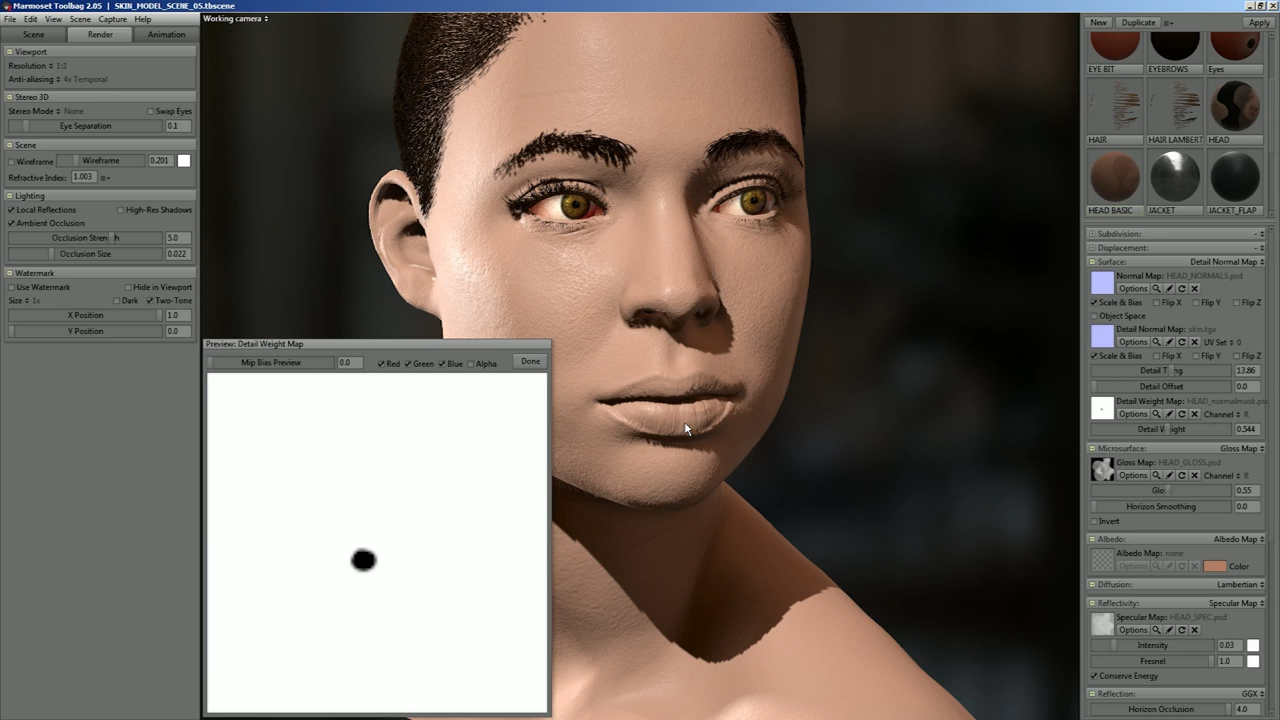 Marmoset Toolbag 2.05 | SKIN_MODEL_SCENE_05.tbscene
File Edit View Scene Capture Help
Scene Render Animation
Viewport
Resolution 1:1
Anti-aliasing 4x Temporal
Stereo 3D
Stereo Mode None Swap Eyes
Eye Separation 0.1
Scene
Wireframe Wireframe 0.201
Refractive Index: 1.003
Lighting
Local Reflections High-Res Shadows
Ambient Occlusion
Occlusion Stren h 5.0
Occlusion Size 0.022
Watermark
Use Watermark Hide in Viewport
Size 1x Dark Two-Tone
X Position 1.0
Y Position 0.0
Working camera
Preview: Detail Weight Map
Mip Bias Preview 0.0 Red Green Blue Alpha Done
New Duplicate Apply
EYE BIT EYEBROWS Eyes
HAIR HAIR LAMBERT HEAD
HEAD BASIC JACKET JACKET_FLAP
Subdivision: -
Displacement: -
Surface: Detail Normal Map
Normal Map: HEAD_NORMALS.psd
Options
Scale & Bias Flip X Flip Y Flip Z
Object Space
Detail Normal Map: skin.tga
Options UV Set 0
Scale & Bias Flip X Flip Y Flip Z
Detail T ng 13.86
Detail Offset 0.0
Detail Weight Map: HEAD_normalmask.ps
Options Channel R
Detail W ight 0.544
Microsurface: Gloss Map
Gloss Map: HEAD_GLOSS.psd
Options Channel R
Glo 0.55
Horizon Smoothing 0.0
Invert
Albedo: Albedo Map
Albedo Map: none
Options Color
Diffusion: Lambertian
Reflectivity: Specular Map
Specular Map: HEAD_SPEC.psd
Options
Intensity 0.03
Fresnel 1.0
Conserve Energy
Reflection: GGX
Horizon Occlusion 4.0